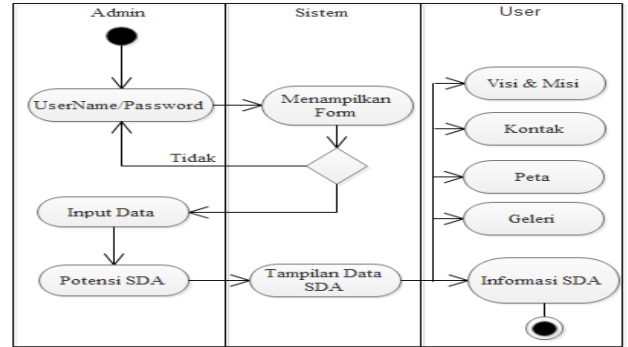 Admin
Sistem
User
UserName/Password
Menampilkan
Form
Tidak
Input Data
Potensi SDA
Tampilan Data
SDA
Visi & Misi
Kontak
Peta
Geleri
Informasi SDA